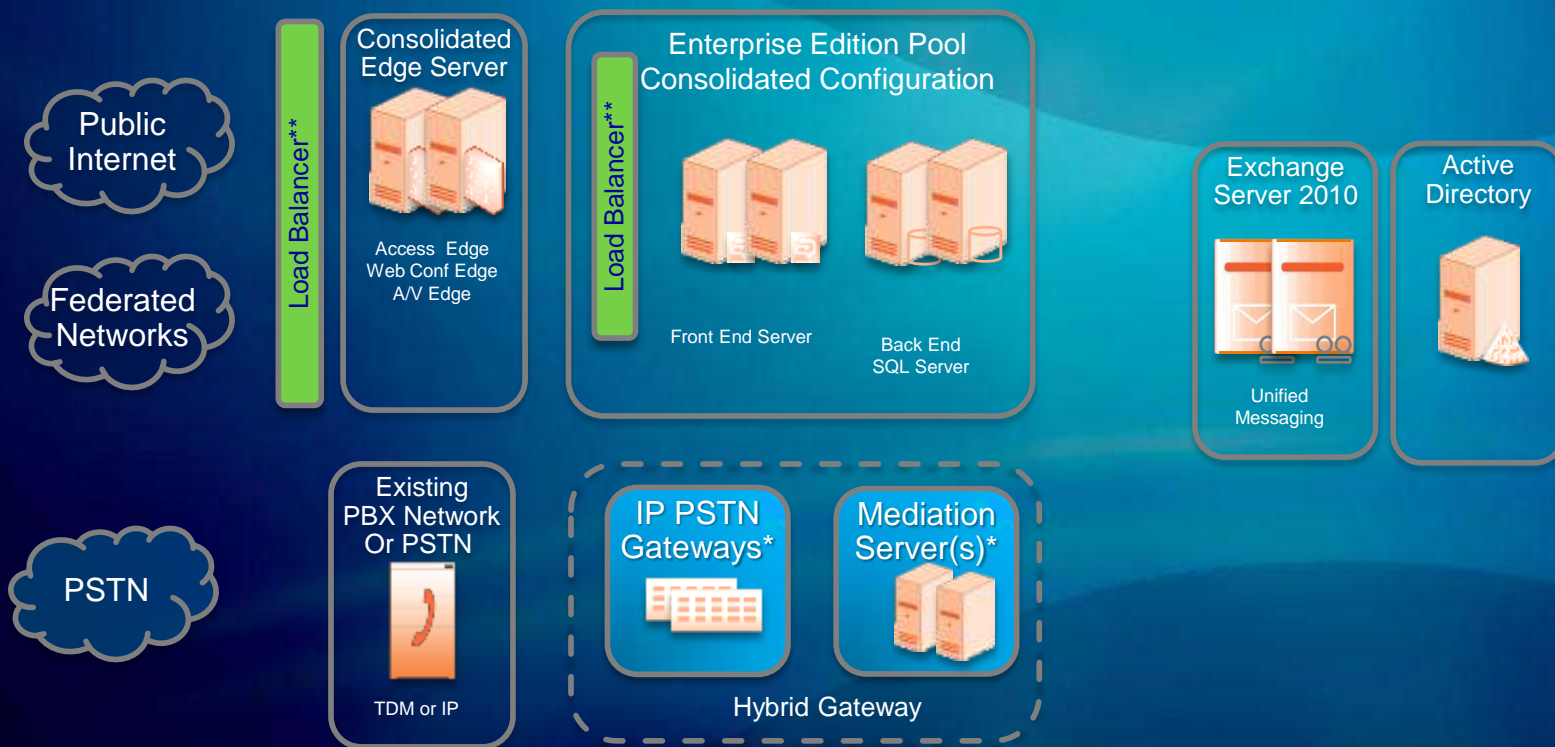 Public
Internet
Federated
Networks
PSTN
Load Balancer**
Consolidated
Edge Server
Access Edge
Web Conf Edge
A/V Edge
Enterprise Edition Pool
Consolidated Configuration
Load Balancer**
Front End Server
Back End
SQL Server
Exchange
Server 2010
Unified
Messaging
Active
Directory
Existing
PBX Network
Or PSTN
TDM or IP
IP PSTN
Gateways*
Mediation
Server(s)*
Hybrid Gateway